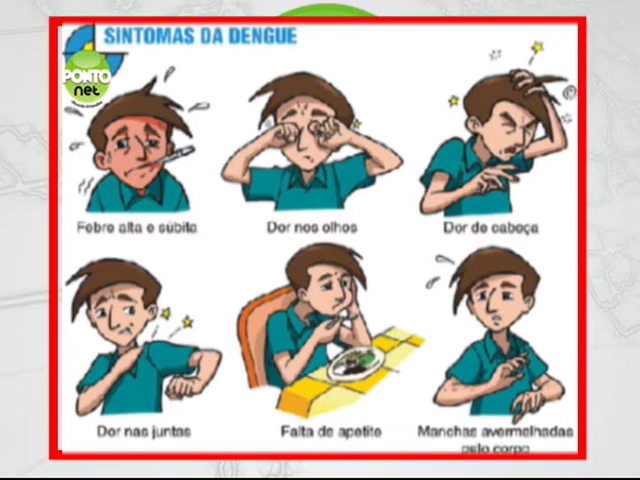 SINTOMAS DA DENGUE
PONTO
net
Febre alta e súbita
Dor nos olhos
Dor de cabeça
Dor nas juntas
Falta de apetite
Manchas avermelhadas
pelo corpo